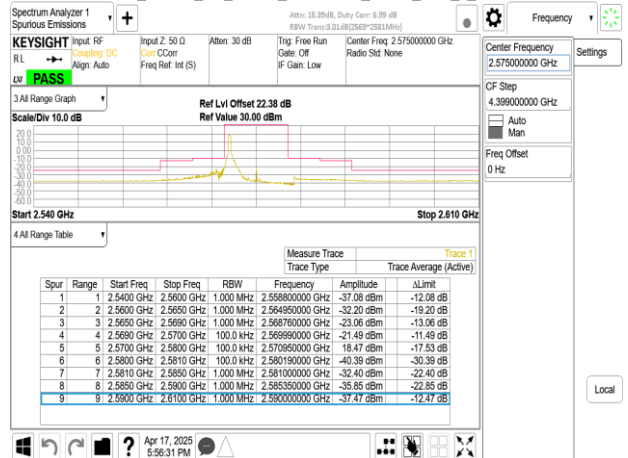 Spectrum Analyzer 1
Spurious Emissions
Attn: 15.39dB, Duty Corr: 6.99 dB
RBW Trans:3.01dB(2569~2581MHz)
Frequency
KEYSIGHT
RL
PASS
Input: RF
Coupling: DC
Align: Auto
Input Z: 50 Ω
Corr CCorr
Freq Ref: Int (S)
Atten: 30 dB
Trig: Free Run
Gate: Off
IF Gain: Low
Center Freq: 2.575000000 GHz
Radio Std: None
Center Frequency
2.575000000 GHz
Settings
CF Step
4.399000000 GHz
Auto
Man
Freq Offset
0 Hz
Local
3 All Range Graph
Scale/Div 10.0 dB
Ref Lvl Offset 22.38 dB
Ref Value 30.00 dBm
20.0
10.0
0.00
-10.0
-20.0
-30.0
-40.0
-50.0
-60.0
Start 2.540 GHz
Stop 2.610 GHz
4 All Range Table
Measure Trace Trace 1
Trace Type Trace Average (Active)
Spur Range Start Freq Stop Freq RBW Frequency Amplitude ΔLimit
1 1 2.5400 GHz 2.5600 GHz 1.000 MHz 2.558800000 GHz -37.08 dBm -12.08 dB
2 2 2.5600 GHz 2.5650 GHz 1.000 MHz 2.564950000 GHz -32.20 dBm -19.20 dB
3 3 2.5650 GHz 2.5690 GHz 1.000 MHz 2.568760000 GHz -23.06 dBm -13.06 dB
4 4 2.5690 GHz 2.5700 GHz 100.0 kHz 2.569990000 GHz -21.49 dBm -11.49 dB
5 5 2.5700 GHz 2.5800 GHz 100.0 kHz 2.570950000 GHz 18.47 dBm -17.53 dB
6 6 2.5800 GHz 2.5810 GHz 100.0 kHz 2.580190000 GHz -40.39 dBm -30.39 dB
7 7 2.5810 GHz 2.5850 GHz 1.000 MHz 2.581000000 GHz -32.40 dBm -22.40 dB
8 8 2.5850 GHz 2.5900 GHz 1.000 MHz 2.585350000 GHz -35.85 dBm -22.85 dB
9 9 2.5900 GHz 2.6100 GHz 1.000 MHz 2.590000000 GHz -37.47 dBm -12.47 dB
Apr 17, 2025
5:56:31 PM